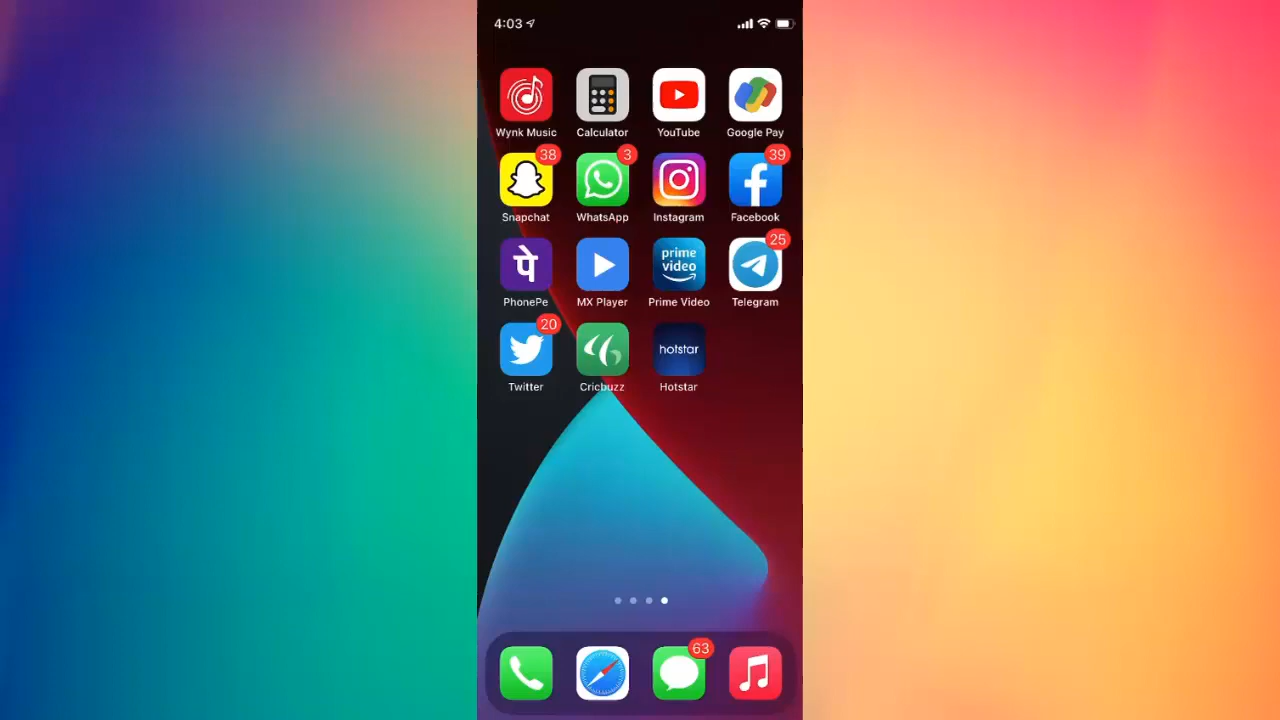 4:03
Wynk Music Calculator YouTube Google Pay
38 3 39
Snapchat WhatsApp Instagram Facebook
पे prime video 25
PhonePe MX Player Prime Video Telegram
20 hotstar
Twitter Cricbuzz Hotstar
63